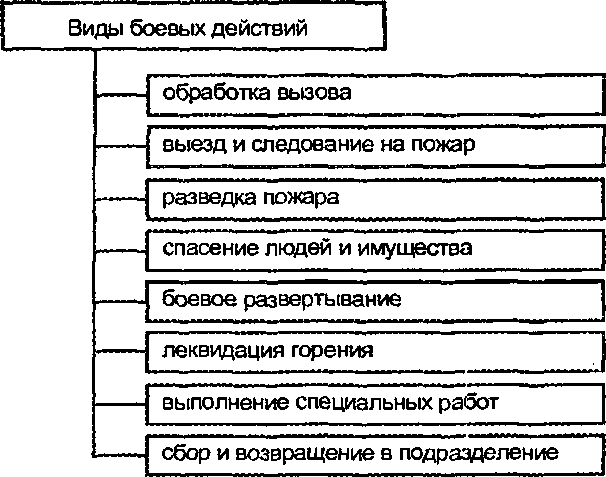 Виды боевых действий
обработка вызова
выезд и следование на пожар
разведка пожара
спасение людей и имущества
боевое развертывание
леквидация горения
выполнение специальных работ
сбор и возвращение в подразделение